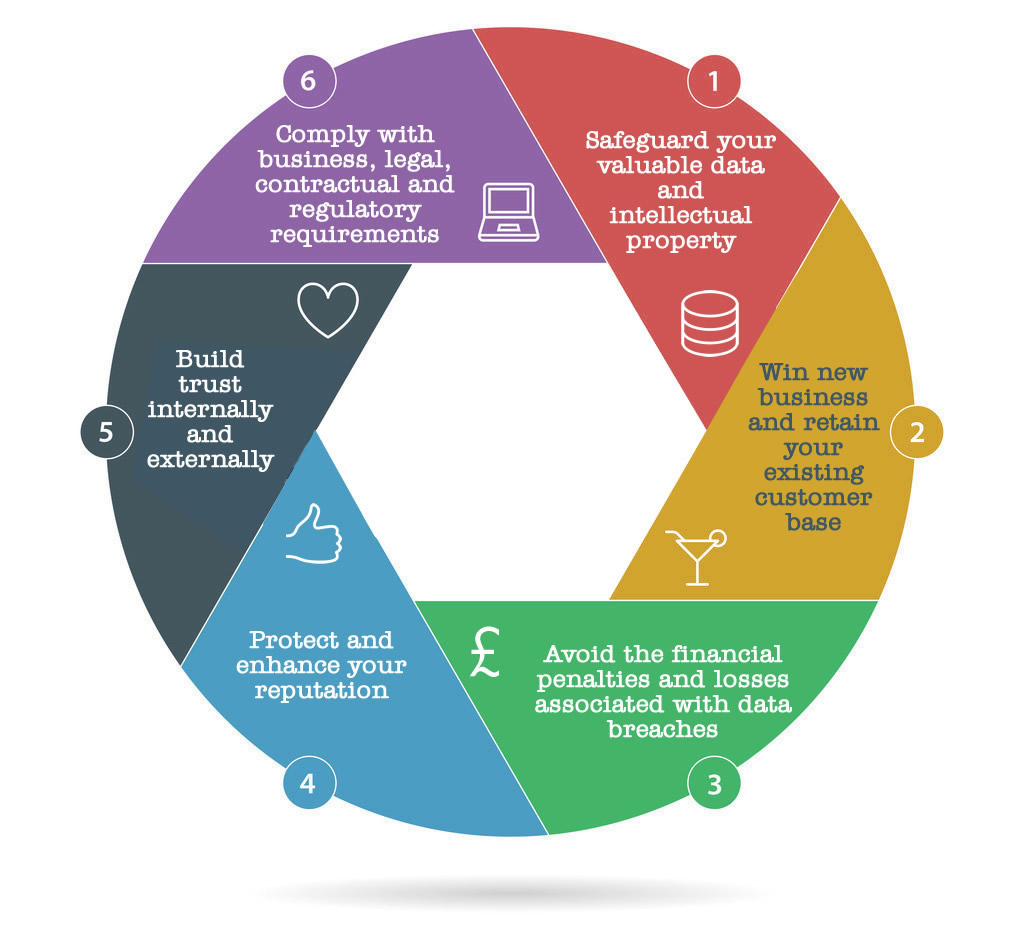 1
Safeguard your
valuable data
and
intellectual
property
2
Win new
business
and retain
your
existing
customer
base
3
£
Avoid the financial
penalties and losses
associated with data
breaches
4
Protect and
enhance your
reputation
5
Build
trust
internally
and
externally
6
Comply with
business, legal,
contractual and
regulatory
requirements